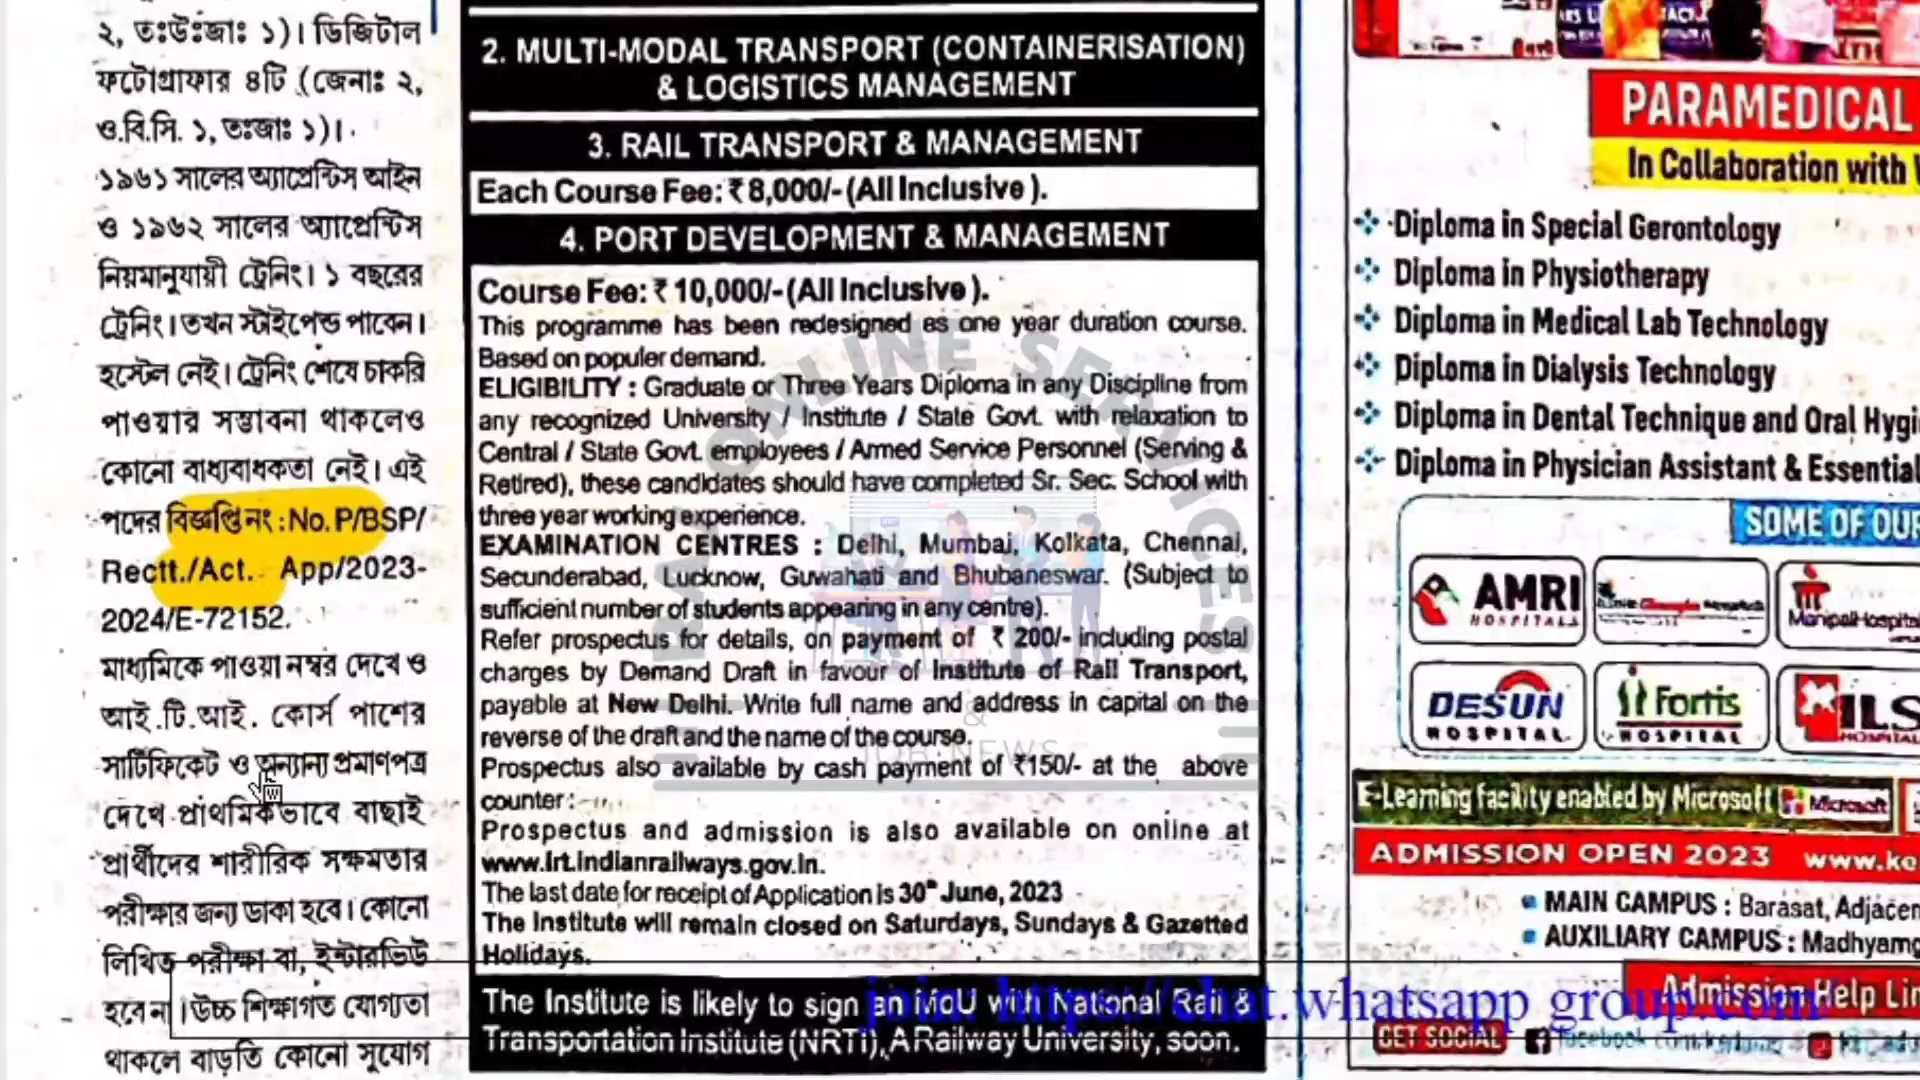 ২, তঃউঃজাঃ ১)। ডিজিটাল
ফটোগ্রাফার ৪টি (জেনাঃ ২,
ও.বি.সি. ১, তঃজাঃ ১)।
১৯৬১ সালের অ্যাপ্রেন্টিস আইন
ও ১৯৬২ সালের অ্যাপ্রেন্টিস
নিয়মানুযায়ী ট্রেনিং। ১ বছরের
ট্রেনিং। তখন স্টাইপেন্ড পাবেন।
হস্টেল নেই। ট্রেনিং শেষে চাকরি
পাওয়ার সম্ভাবনা থাকলেও
কোনো বাধ্যবাধকতা নেই। এই
পদের বিজ্ঞপ্তি নং : No. P/BSP/
Rectt./Act. App/2023-
2024/E-72152.
মাধ্যমিকে পাওয়া নম্বর দেখে ও
আই.টি.আই. কোর্স পাশের
সার্টিফিকেট ও অন্যান্য প্রমাণপত্র
দেখে প্রাথমিকভাবে বাছাই
প্রার্থীদের শারীরিক সক্ষমতার
পরীক্ষার জন্য ডাকা হবে। কোনো
লিখিত পরীক্ষা বা, ইন্টারভিউ
হবে না। উচ্চ শিক্ষাগত যোগ্যতা
থাকলে বাড়তি কোনো সুযোগ
2. MULTI-MODAL TRANSPORT (CONTAINERISATION)
& LOGISTICS MANAGEMENT
3. RAIL TRANSPORT & MANAGEMENT
Each Course Fee: ₹ 8,000/- (All Inclusive ).
4. PORT DEVELOPMENT & MANAGEMENT
Course Fee: ₹ 10,000/- (All Inclusive ).
This programme has been redesigned as one year duration course.
Based on populer demand.
ELIGIBILITY : Graduate or Three Years Diploma in any Discipline from
any recognized University / Institute / State Govt. with relaxation to
Central / State Govt. employees / Armed Service Personnel (Serving &
Retired), these candidates should have completed Sr. Sec. School with
three year working experience.
EXAMINATION CENTRES : Delhi, Mumbai, Kolkata, Chennai,
Secunderabad, Lucknow, Guwahati and Bhubaneswar. (Subject to
sufficient number of students appearing in any centre).
Refer prospectus for details, on payment of ₹ 200/- including postal
charges by Demand Draft in favour of Institute of Rail Transport,
payable at New Delhi. Write full name and address in capital on the
reverse of the draft and the name of the course.
Prospectus also available by cash payment of ₹150/- at the above
counter :
Prospectus and admission is also available on online at
www.irt.indianrailways.gov.in.
The last date for receipt of Application is 30th June, 2023
The Institute will remain closed on Saturdays, Sundays & Gazetted
Holidays.
The Institute is likely to sign an MoU with National Rail &
Transportation Institute (NRTI), A Railway University, soon.
ONLINE SERVICES
& JOB NEWS
join: https://chat.whatsapp group.com/
PARAMEDICAL
In Collaboration with
Diploma in Special Gerontology
Diploma in Physiotherapy
Diploma in Medical Lab Technology
Diploma in Dialysis Technology
Diploma in Dental Technique and Oral Hygi
Diploma in Physician Assistant & Essential
SOME OF OUR
AMRI HOSPITALS
Manipal Hospital
DESUN HOSPITAL
Fortis HOSPITAL
ILS HOSPITAL
E-Learning facility enabled by Microsoft Microsoft
ADMISSION OPEN 2023 www.ke
MAIN CAMPUS : Barasat, Adjacen
AUXILIARY CAMPUS : Madhyamg
Admission Help Lin
GET SOCIAL